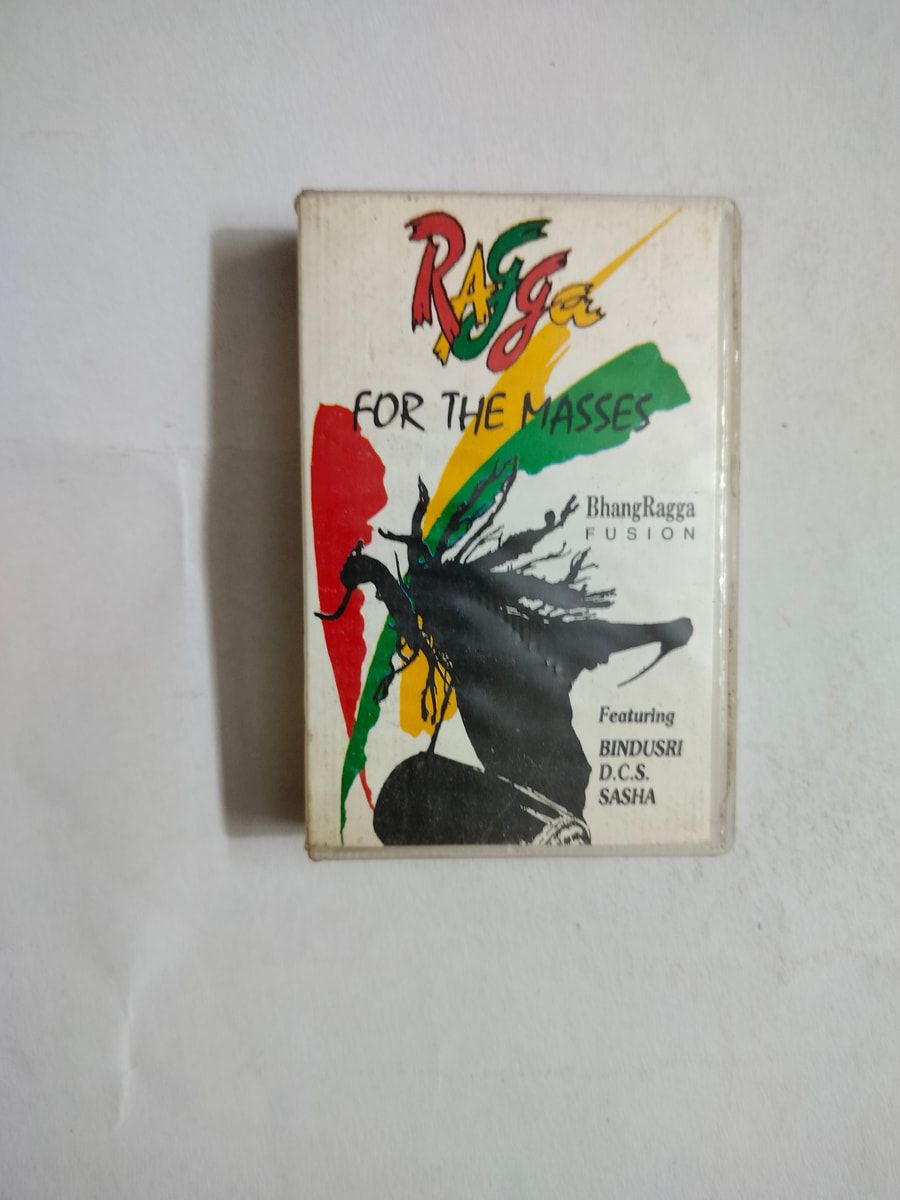 RAGGa
FOR THE MASSES
BhangRagga
FUSION
Featuring
BINDUSRI
D.C.S.
SASHA